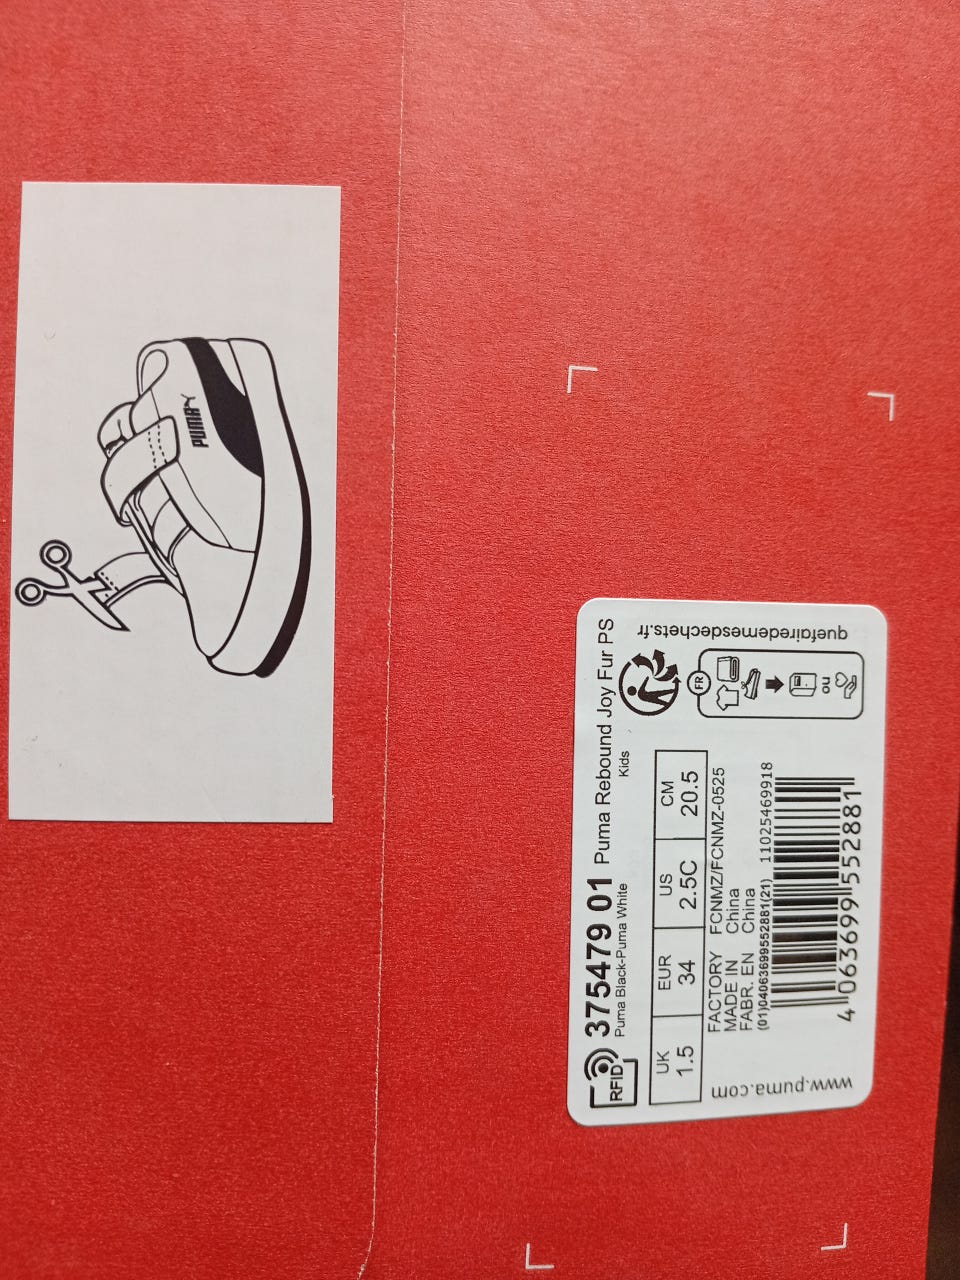 PUMA
RFID
375479 01 Puma Rebound Joy Fur PS
Puma Black-Puma White
Kids
UK EUR US CM
1.5 34 2.5C 20.5
FACTORY FCNMZ/FCNMZ-0525
MADE IN China
FABR. EN China
(01)04063699552881(21) 11025469918
4 063699 552881
www.puma.com
FR
ou
quefairedemesdechets.fr